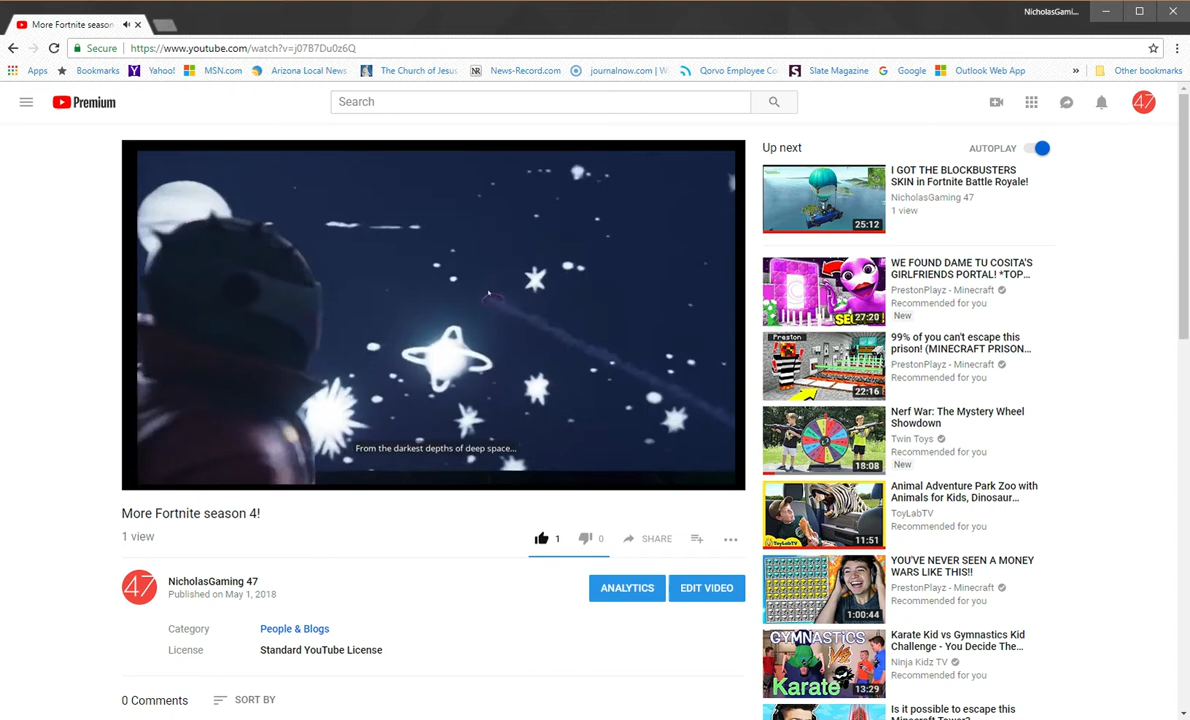 NicholasGami...
More Fortnite season
Secure https://www.youtube.com/watch?v=j07B7Du0z6Q
Apps Bookmarks Yahoo! MSN.com Arizona Local News The Church of Jesus News-Record.com journalnow.com | W Qorvo Employee Co Slate Magazine Google Outlook Web App » Other bookmarks
Premium
Search
47
From the darkest depths of deep space...
More Fortnite season 4!
1 view
1 0 SHARE
47
NicholasGaming 47
Published on May 1, 2018
ANALYTICS EDIT VIDEO
Category People & Blogs
License Standard YouTube License
0 Comments SORT BY
Up next AUTOPLAY
25:12
I GOT THE BLOCKBUSTERS
SKIN in Fortnite Battle Royale!
NicholasGaming 47
1 view
27:20
WE FOUND DAME TU COSITA'S
GIRLFRIENDS PORTAL! *TOP...
PrestonPlayz - Minecraft
Recommended for you
New
Preston
22:16
99% of you can't escape this
prison! (MINECRAFT PRISON...
PrestonPlayz - Minecraft
Recommended for you
18:08
Nerf War: The Mystery Wheel
Showdown
Twin Toys
Recommended for you
New
ToyLabTV
11:51
Animal Adventure Park Zoo with
Animals for Kids, Dinosaur...
ToyLabTV
Recommended for you
1:00:44
YOU'VE NEVER SEEN A MONEY
WARS LIKE THIS!!
PrestonPlayz - Minecraft
Recommended for you
GYMNASTiCS
VS
Karate
13:29
Karate Kid vs Gymnastics Kid
Challenge - You Decide The...
Ninja Kidz TV
Recommended for you
Is it possible to escape this
Minecraft Tower?